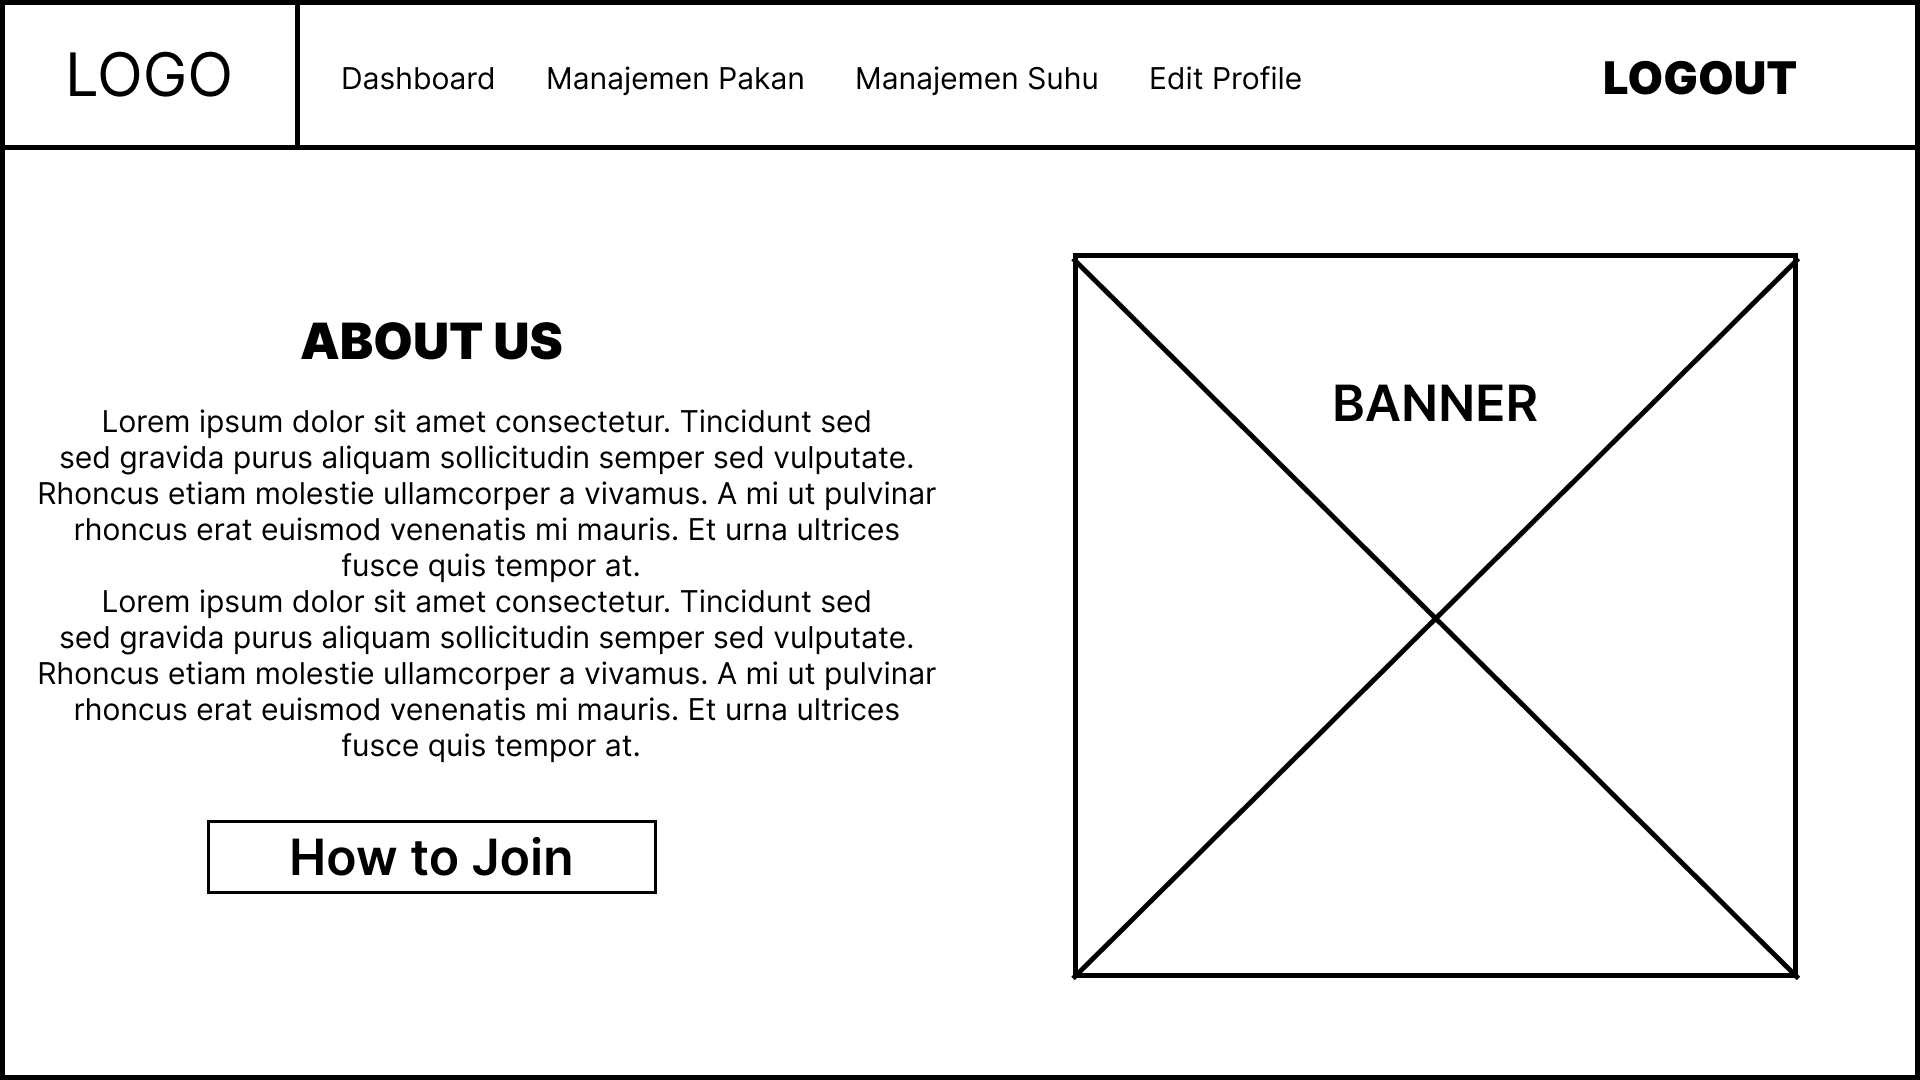 LOGO
Dashboard
Manajemen Pakan
Manajemen Suhu
Edit Profile
LOGOUT
ABOUT US
Lorem ipsum dolor sit amet consectetur. Tincidunt sed
sed gravida purus aliquam sollicitudin semper sed vulputate.
Rhoncus etiam molestie ullamcorper a vivamus. A mi ut pulvinar
rhoncus erat euismod venenatis mi mauris. Et urna ultrices
fusce quis tempor at.
Lorem ipsum dolor sit amet consectetur. Tincidunt sed
sed gravida purus aliquam sollicitudin semper sed vulputate.
Rhoncus etiam molestie ullamcorper a vivamus. A mi ut pulvinar
rhoncus erat euismod venenatis mi mauris. Et urna ultrices
fusce quis tempor at.
How to Join
BANNER